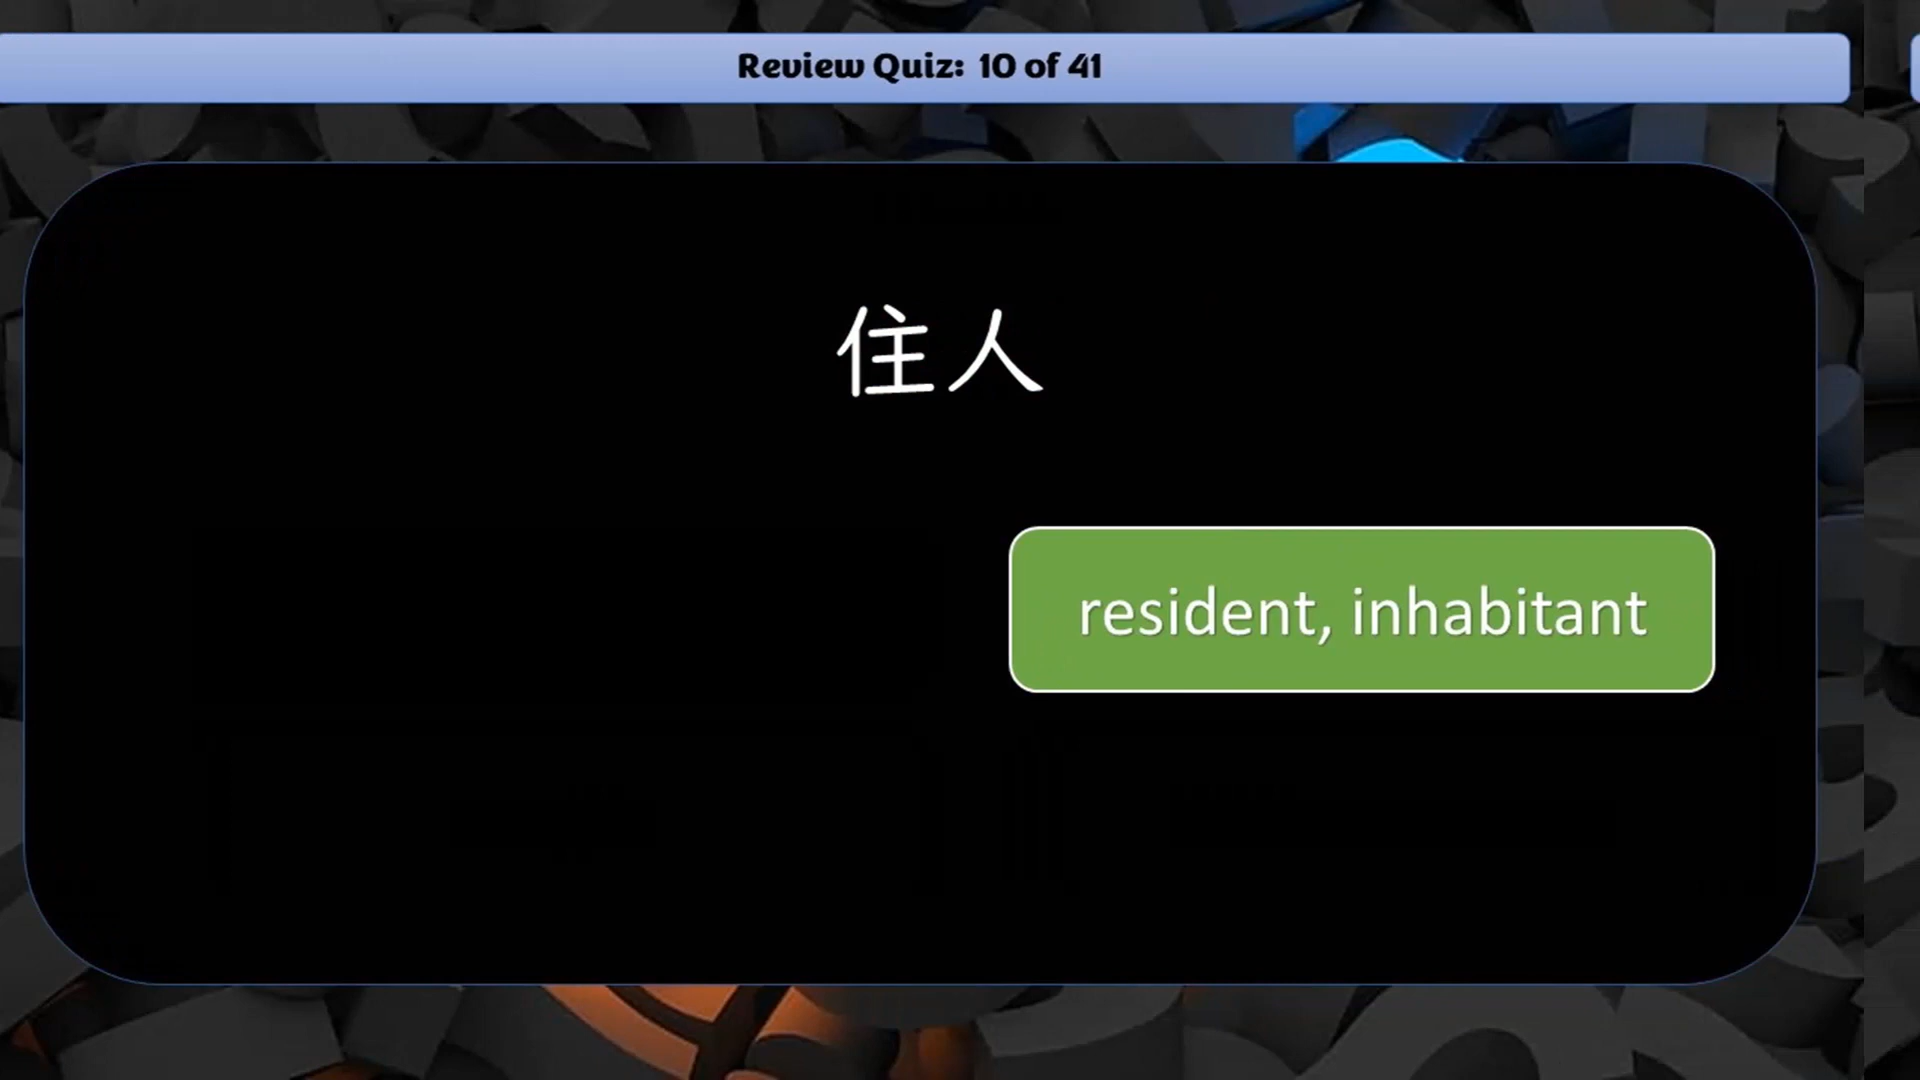 Review Quiz: 10 of 41
住人
resident, inhabitant